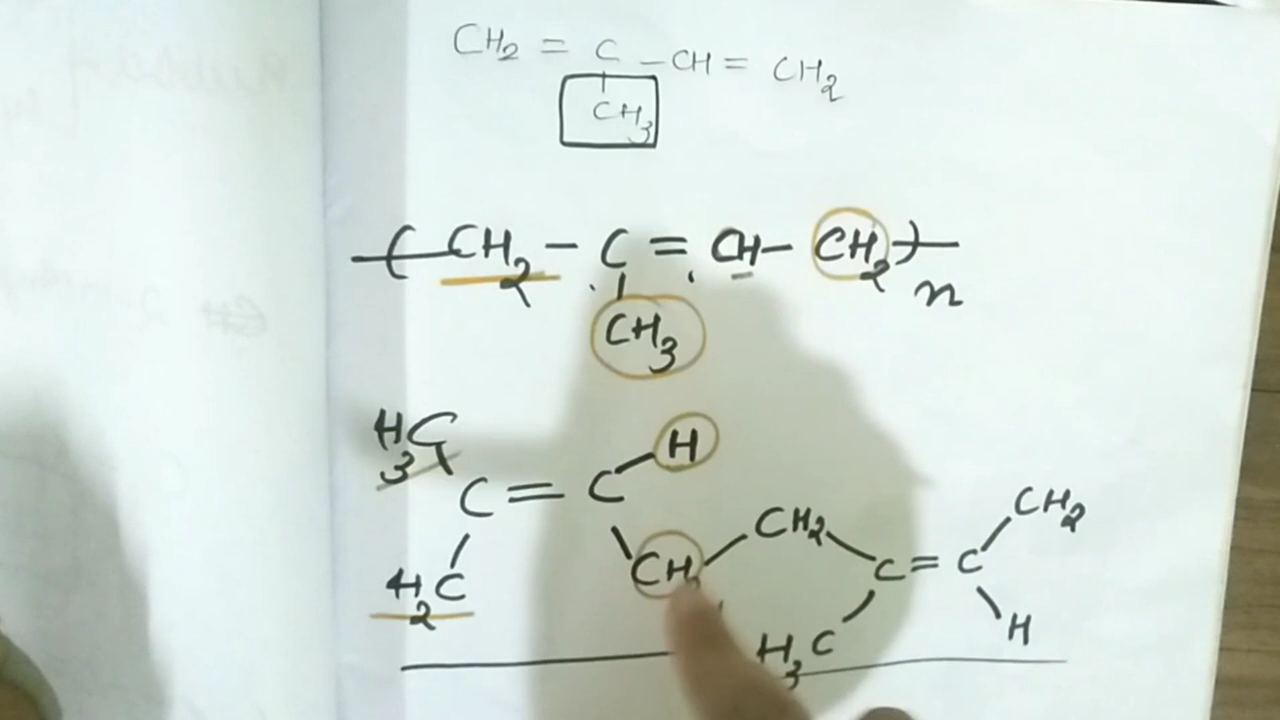 CH₂ = C – CH = CH₂
CH₃
–( CH₂ – C = CH – CH₂ )– n
CH₃
H₃C
H
C = C
CH₂
CH₂
CH
C = C
H₂C
H
H₃C